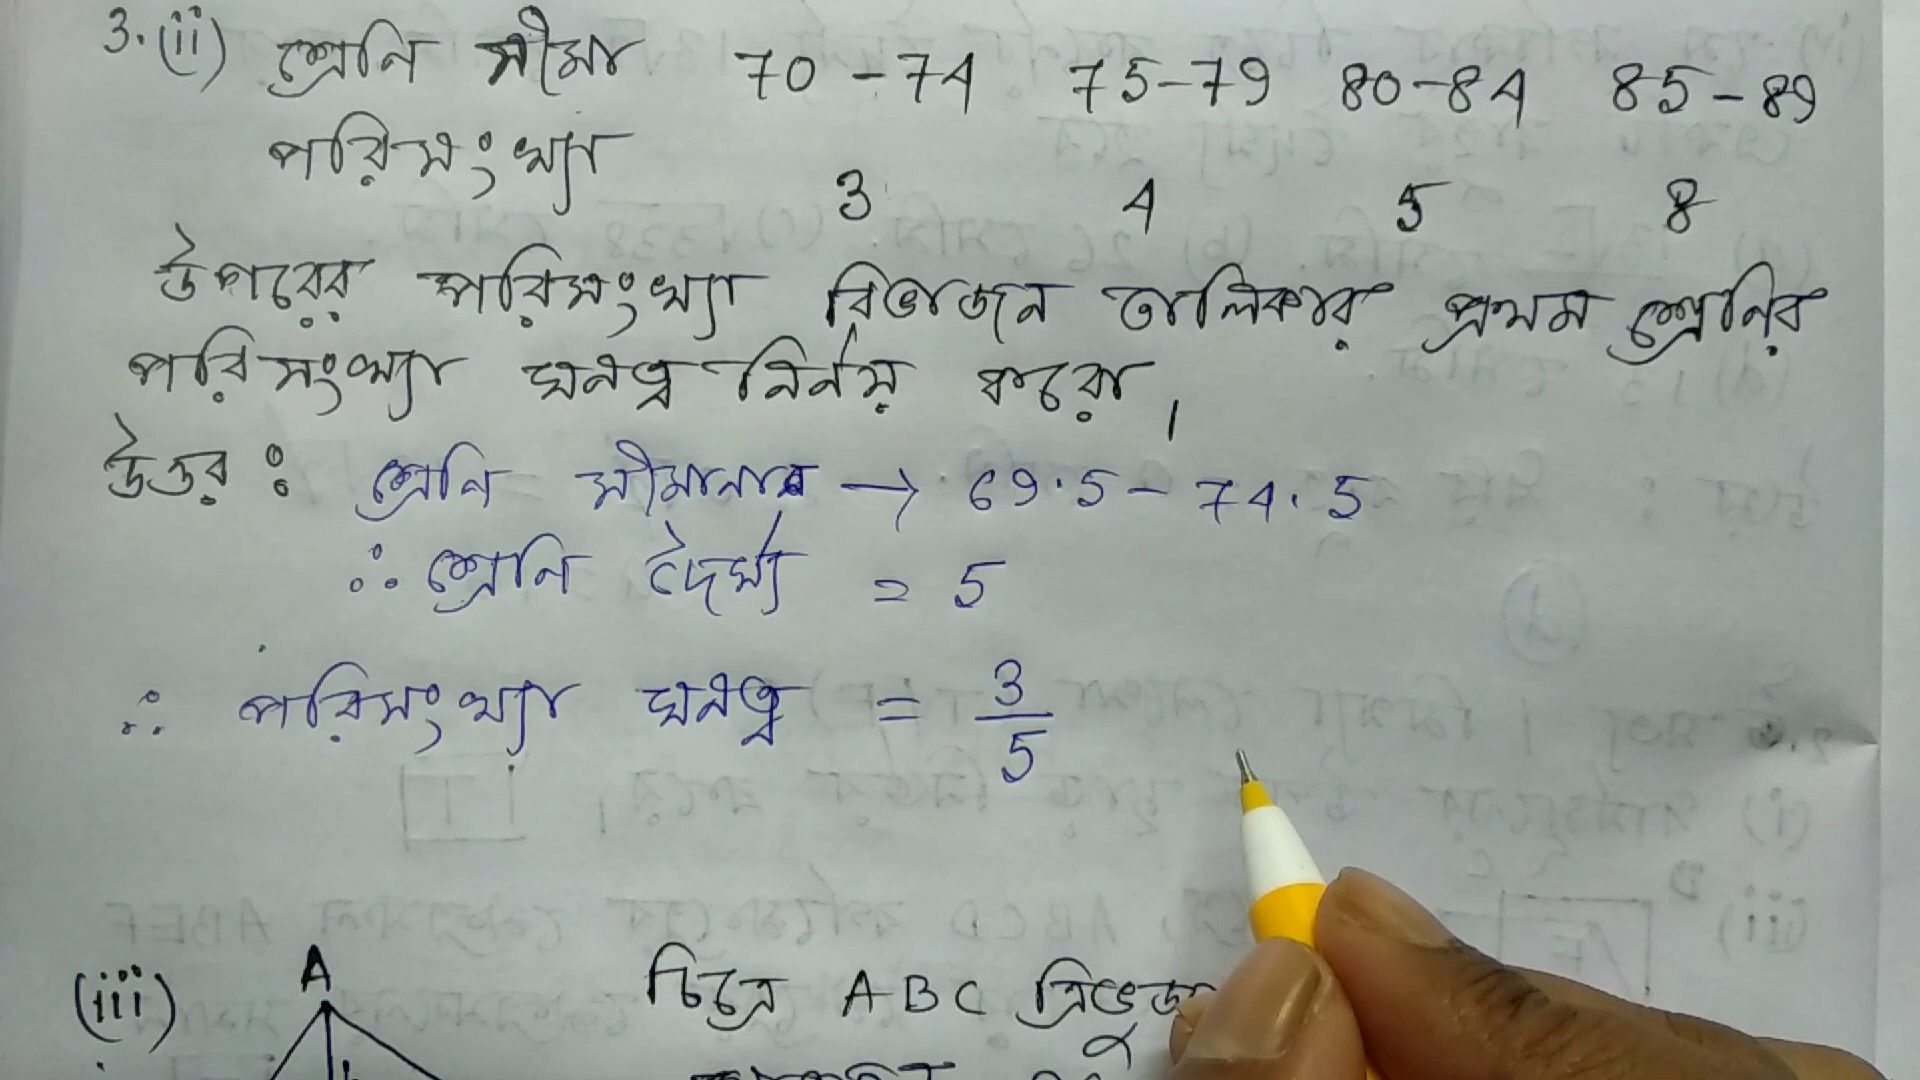 3.(ii) শ্রেনি সীমা 70-74 75-79 80-84 85-89
পরিসংখ্যা 3 4 5 8
উপরের পরিসংখ্যা বিভাজন তালিকার প্রথম শ্রেনির
পরিসংখ্যা ঘনত্ব নির্নয় করো।
উত্তর : শ্রেনি সীমানা → 69.5 - 74.5
∴ শ্রেনি দৈর্ঘ্য = 5
∴ পরিসংখ্যা ঘনত্ব = 3/5
(iii) A চিত্রে ABC ত্রিভুজ